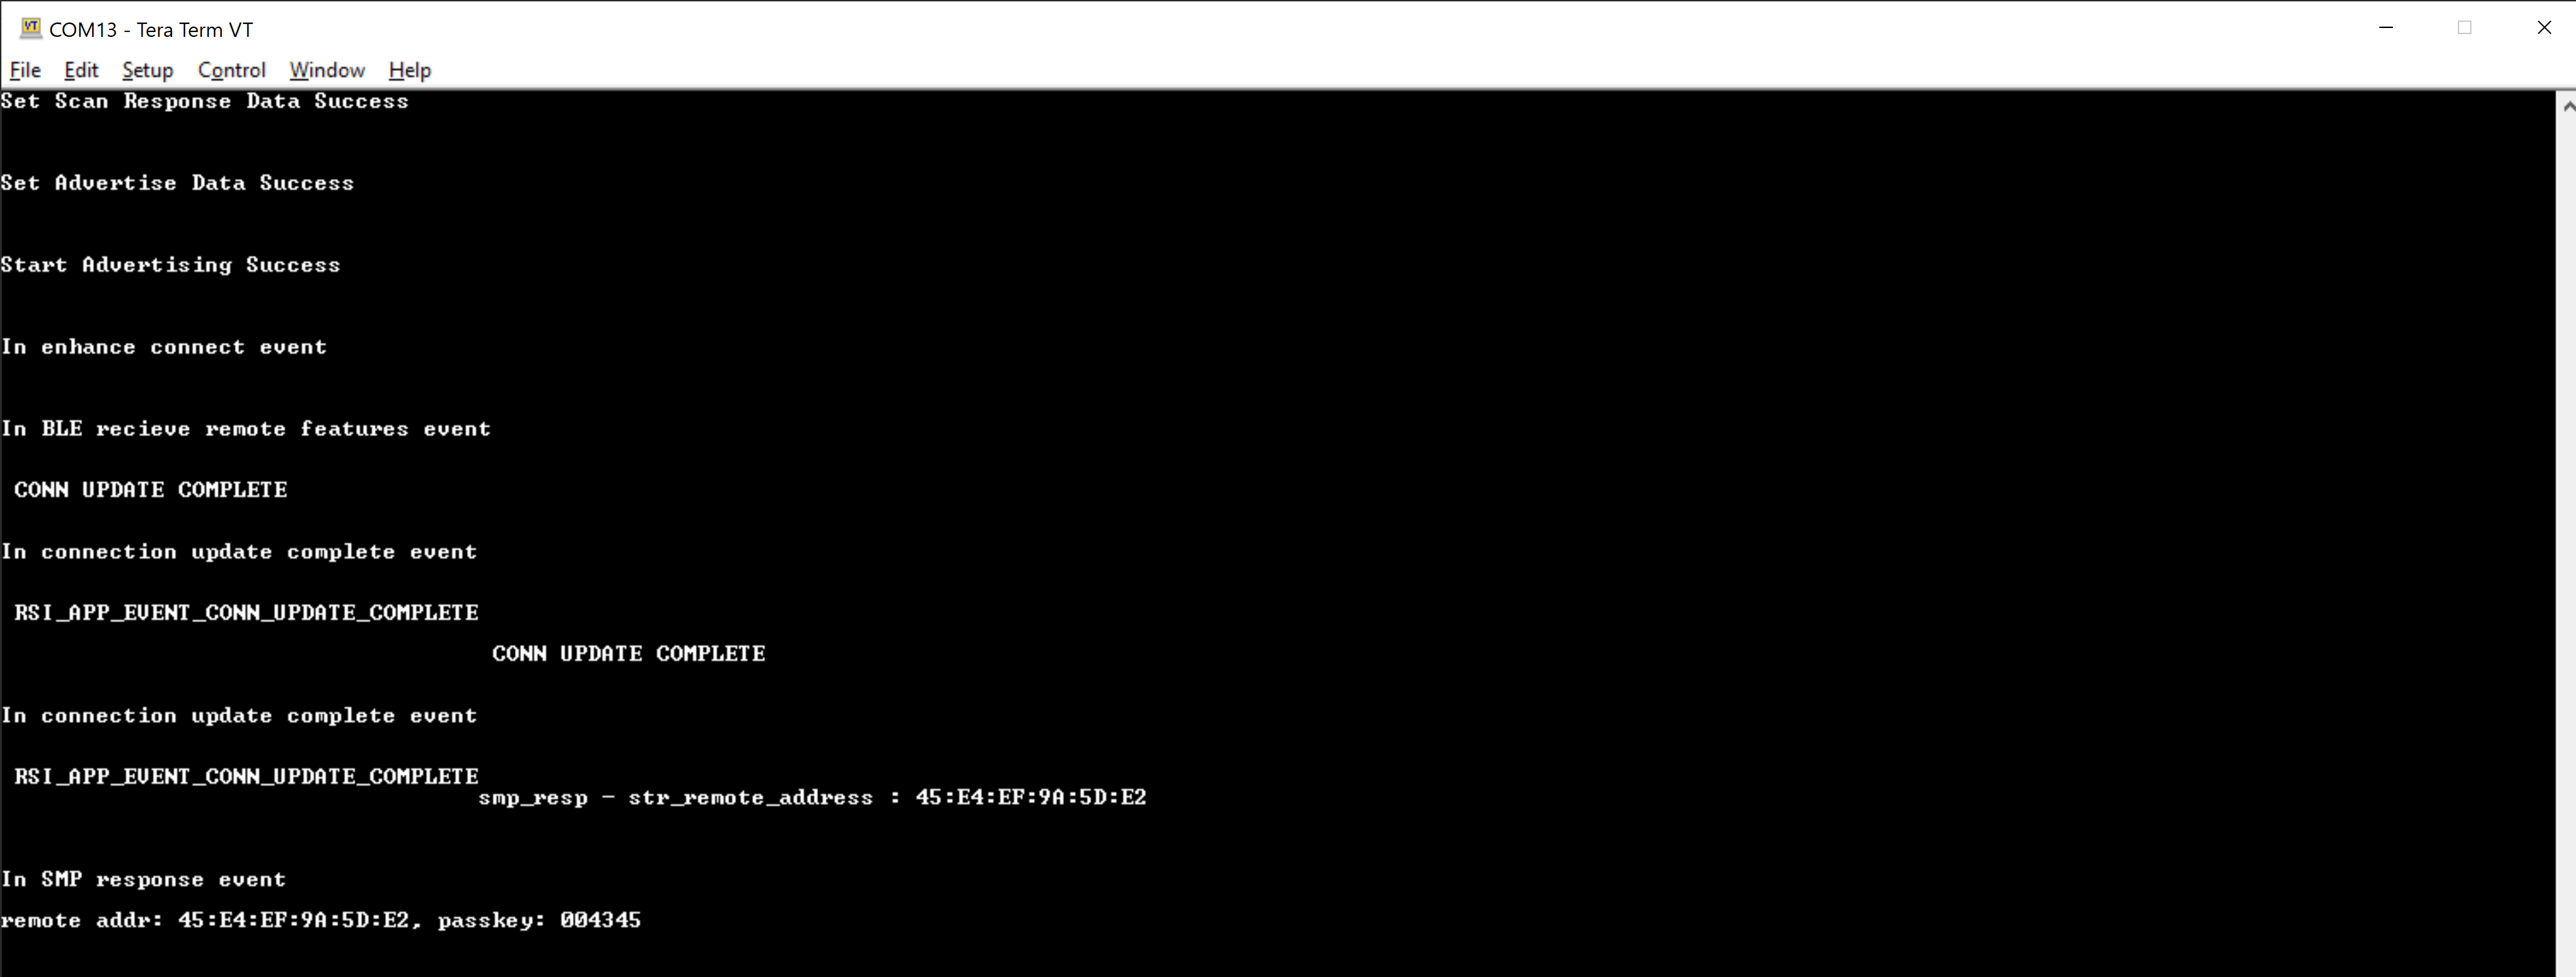 COM13 - Tera Term VT
File Edit Setup Control Window Help
Set Scan Response Data Success
Set Advertise Data Success
Start Advertising Success
In enhance connect event
In BLE recieve remote features event
CONN UPDATE COMPLETE
In connection update complete event
RSI_APP_EVENT_CONN_UPDATE_COMPLETE
CONN UPDATE COMPLETE
In connection update complete event
RSI_APP_EVENT_CONN_UPDATE_COMPLETE
smp_resp - str_remote_address : 45:E4:EF:9A:5D:E2
In SMP response event
remote addr: 45:E4:EF:9A:5D:E2, passkey: 004345